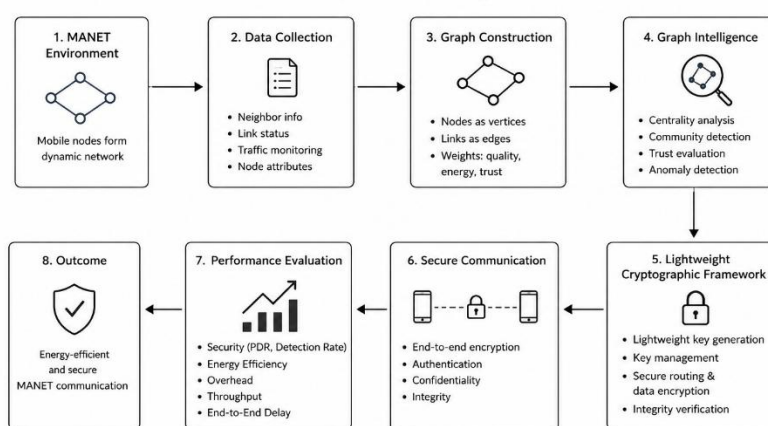 1. MANET
Environment
Mobile nodes form
dynamic network
2. Data Collection
• Neighbor info
• Link status
• Traffic monitoring
• Node attributes
3. Graph Construction
• Nodes as vertices
• Links as edges
• Weights: quality,
energy, trust
4. Graph Intelligence
• Centrality analysis
• Community detection
• Trust evaluation
• Anomaly detection
5. Lightweight
Cryptographic Framework
• Lightweight key generation
• Key management
• Secure routing &
data encryption
• Integrity verification
6. Secure Communication
• End-to-end encryption
• Authentication
• Confidentiality
• Integrity
7. Performance Evaluation
• Security (PDR, Detection Rate)
• Energy Efficiency
• Overhead
• Throughput
• End-to-End Delay
8. Outcome
Energy-efficient
and secure
MANET communication